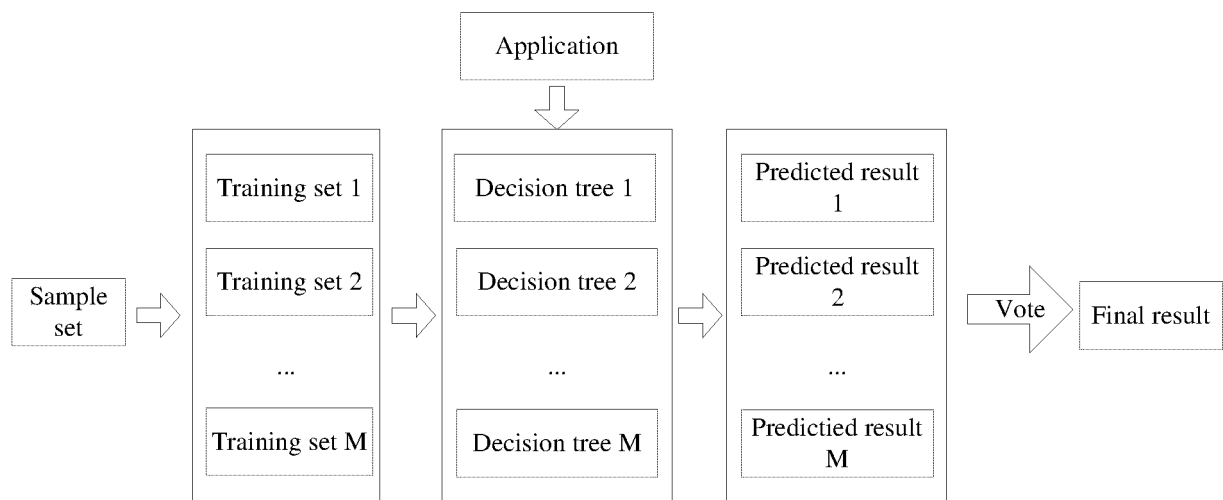 Application
Sample
set
Training set 1
Training set 2
...
Training set M
Decision tree 1
Decision tree 2
...
Decision tree M
Predicted result
1
Predicted result
2
...
Predictied result
M
Vote
Final result